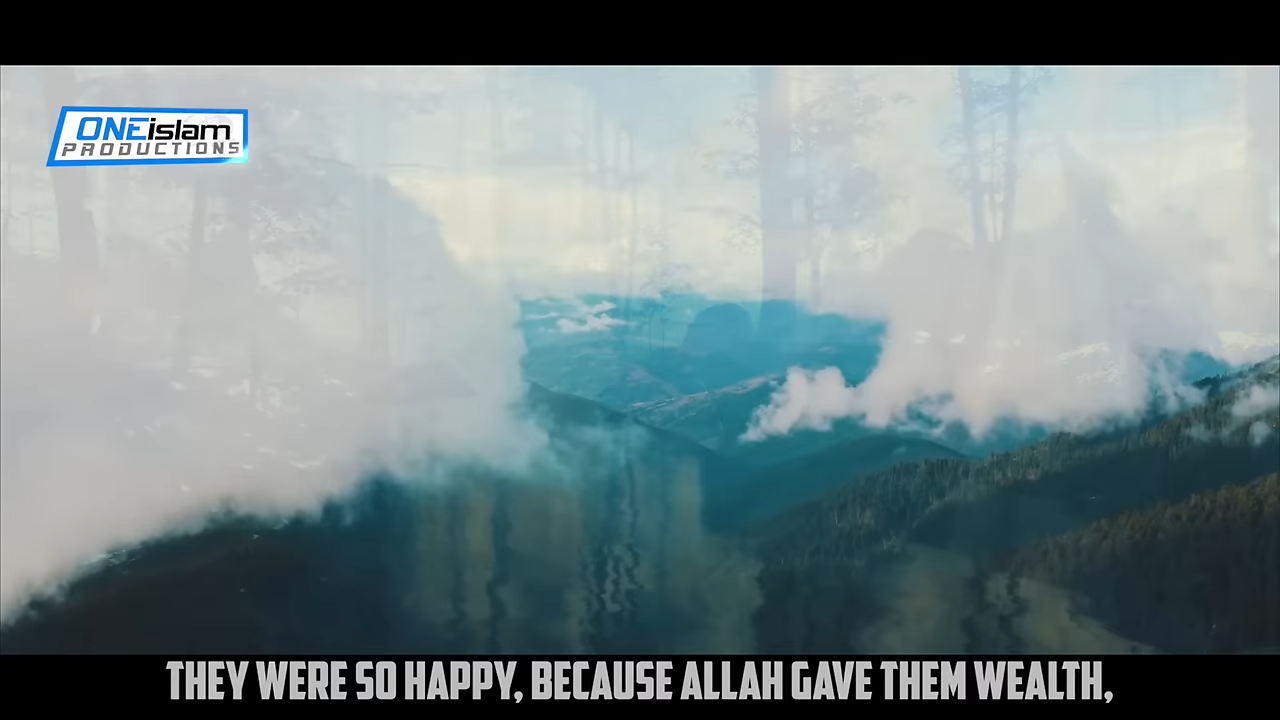 ONEislam
PRODUCTIONS
THEY WERE SO HAPPY, BECAUSE ALLAH GAVE THEM WEALTH,